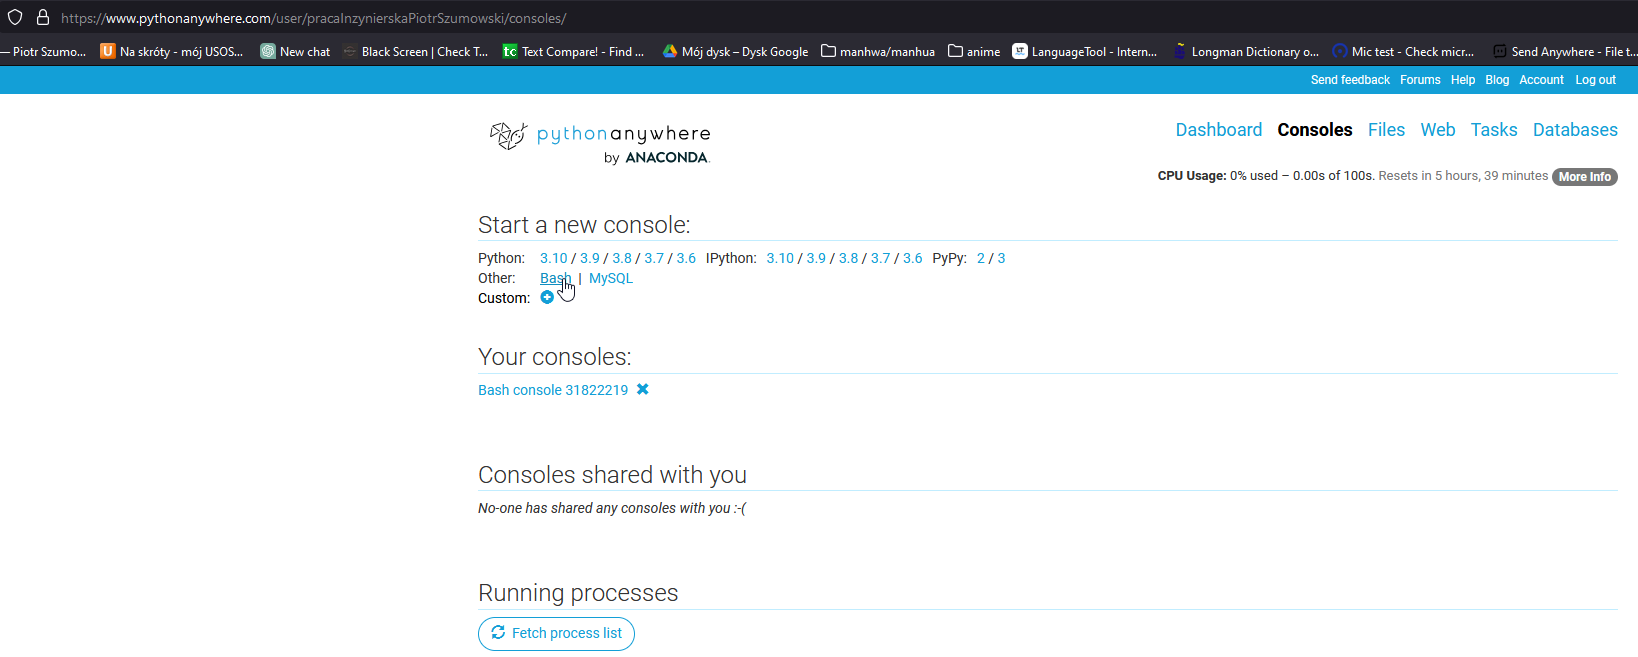 https://www.pythonanywhere.com/user/pracaInzynierskaPiotrSzumowski/consoles/
— Piotr Szumo... Na skróty - mój USOS... New chat Black Screen | Check T... Text Compare! - Find ... Mój dysk – Dysk Google manhwa/manhua anime LanguageTool - Intern... Longman Dictionary o... Mic test - Check micr... Send Anywhere - File t...
Send feedback Forums Help Blog Account Log out
pythonanywhere
by ANACONDA.
Dashboard Consoles Files Web Tasks Databases
CPU Usage: 0% used – 0.00s of 100s. Resets in 5 hours, 39 minutes More Info
Start a new console:
Python: 3.10 / 3.9 / 3.8 / 3.7 / 3.6 IPython: 3.10 / 3.9 / 3.8 / 3.7 / 3.6 PyPy: 2 / 3
Other: Bash | MySQL
Custom:
Your consoles:
Bash console 31822219
Consoles shared with you
No-one has shared any consoles with you :-(
Running processes
Fetch process list